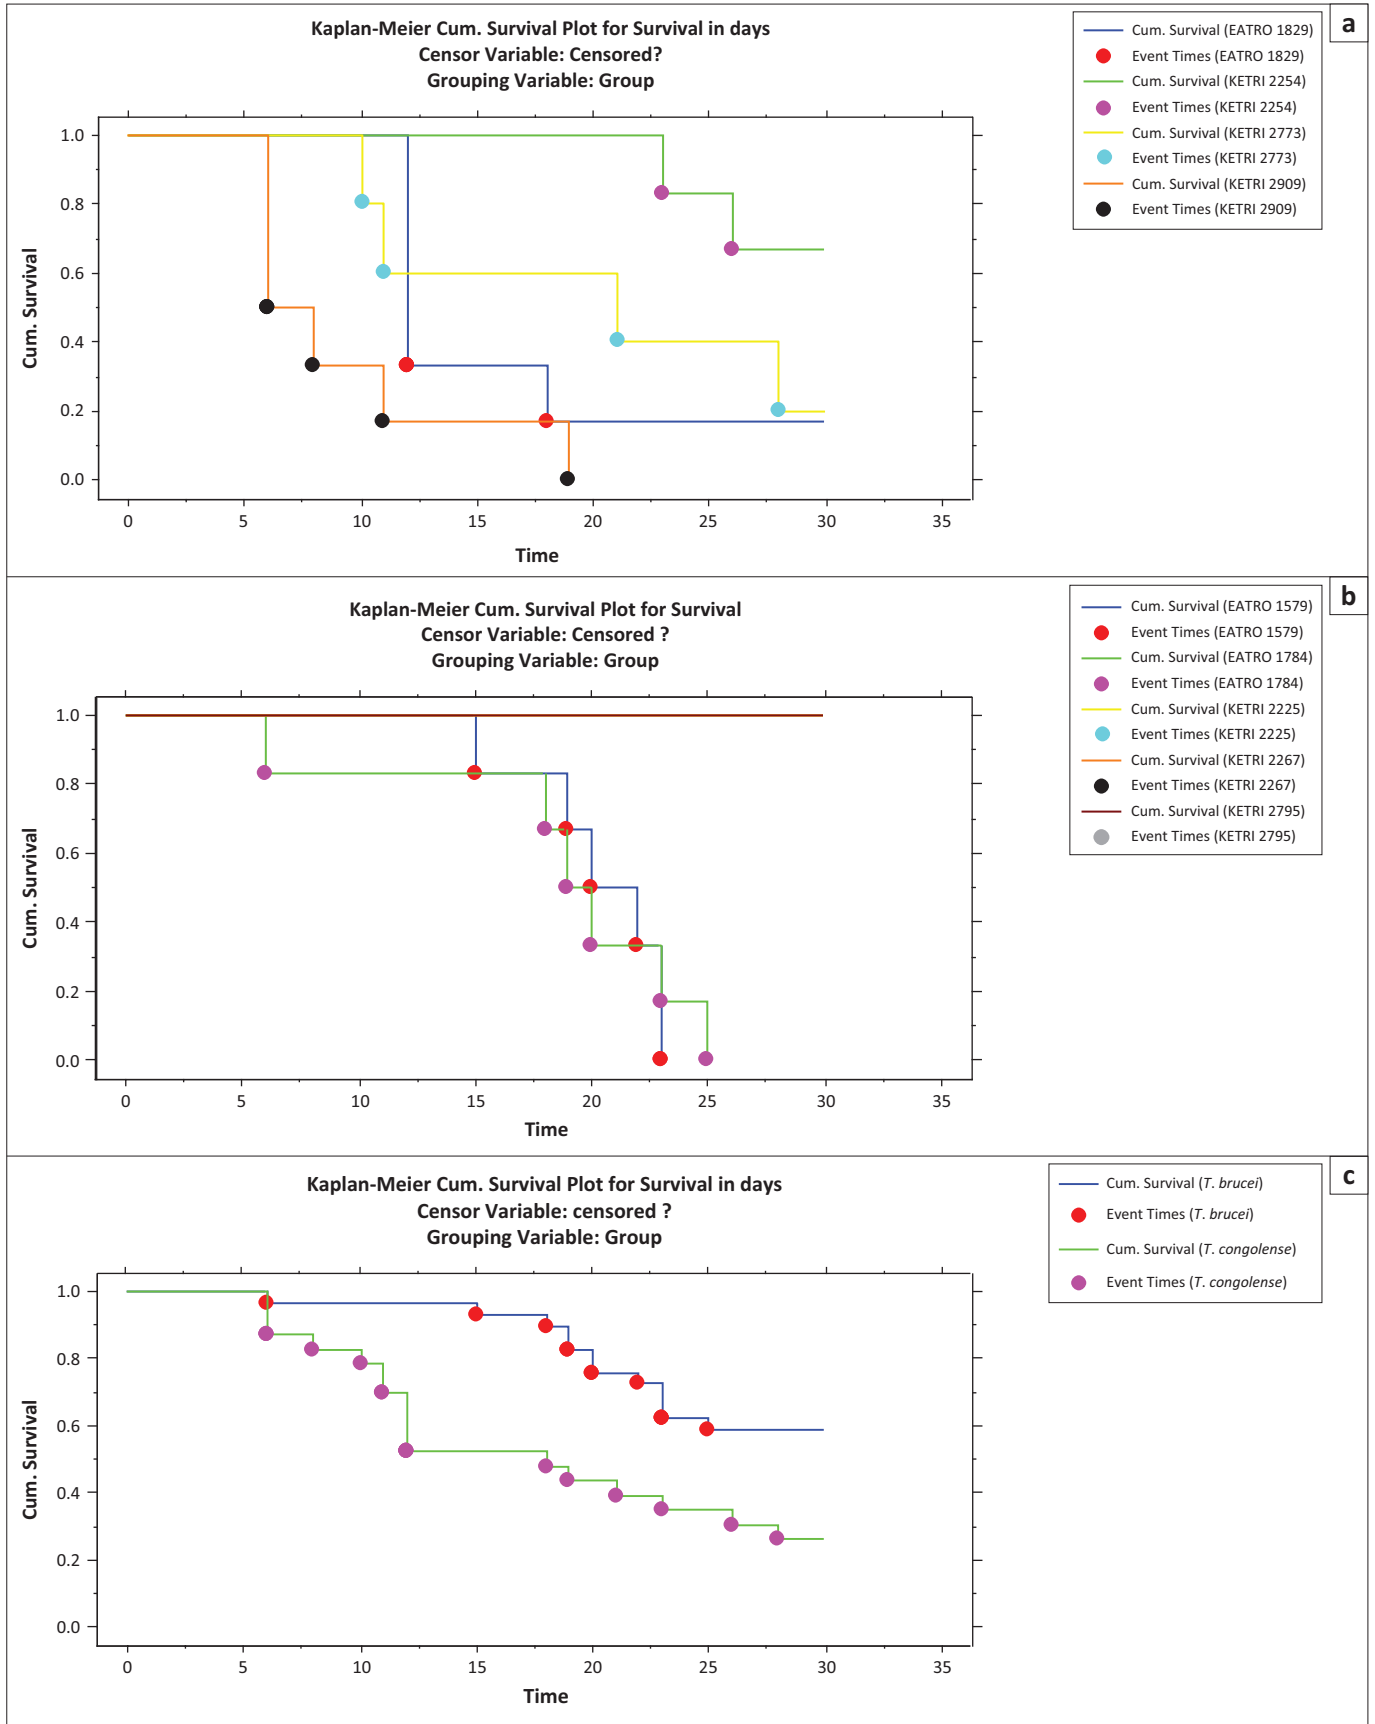 a
Kaplan-Meier Cum. Survival Plot for Survival in days
Censor Variable: Censored?
Grouping Variable: Group
Cum. Survival (EATRO 1829)
Event Times (EATRO 1829)
Cum. Survival (KETRI 2254)
Event Times (KETRI 2254)
Cum. Survival (KETRI 2773)
Event Times (KETRI 2773)
Cum. Survival (KETRI 2909)
Event Times (KETRI 2909)
Cum. Survival
1.0
0.8
0.6
0.4
0.2
0.0
0 5 10 15 20 25 30 35
Time
b
Kaplan-Meier Cum. Survival Plot for Survival
Censor Variable: Censored ?
Grouping Variable: Group
Cum. Survival (EATRO 1579)
Event Times (EATRO 1579)
Cum. Survival (EATRO 1784)
Event Times (EATRO 1784)
Cum. Survival (KETRI 2225)
Event Times (KETRI 2225)
Cum. Survival (KETRI 2267)
Event Times (KETRI 2267)
Cum. Survival (KETRI 2795)
Event Times (KETRI 2795)
Cum. Survival
1.0
0.8
0.6
0.4
0.2
0.0
0 5 10 15 20 25 30 35
Time
c
Kaplan-Meier Cum. Survival Plot for Survival in days
Censor Variable: censored ?
Grouping Variable: Group
Cum. Survival (T. brucei)
Event Times (T. brucei)
Cum. Survival (T. congolense)
Event Times (T. congolense)
Cum. Survival
1.0
0.8
0.6
0.4
0.2
0.0
0 5 10 15 20 25 30 35
Time